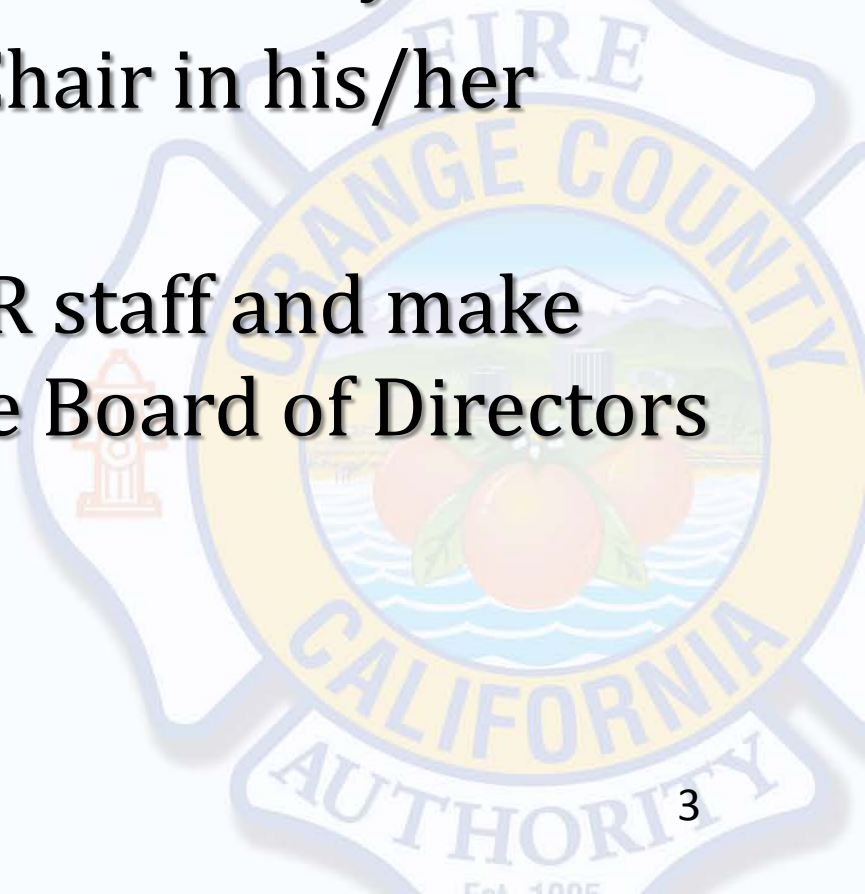 Chair in his/her
R staff and make
e Board of Directors
FIRE
ORANGE COUNTY
CALIFORNIA
AUTHORITY
3